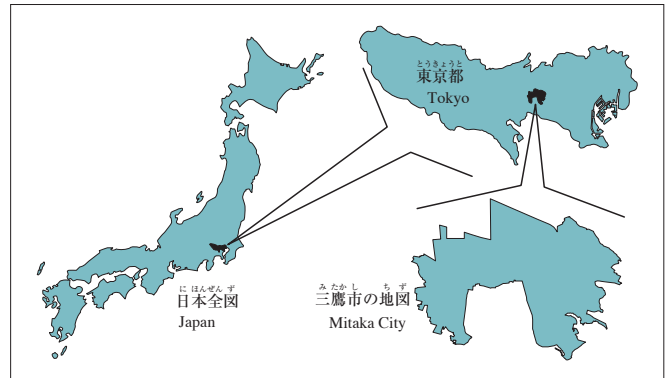 とうきょうと
東京都
Tokyo
に ほんぜん ず
日本全図
Japan
み たか し ち ず
三鷹市の地図
Mitaka City